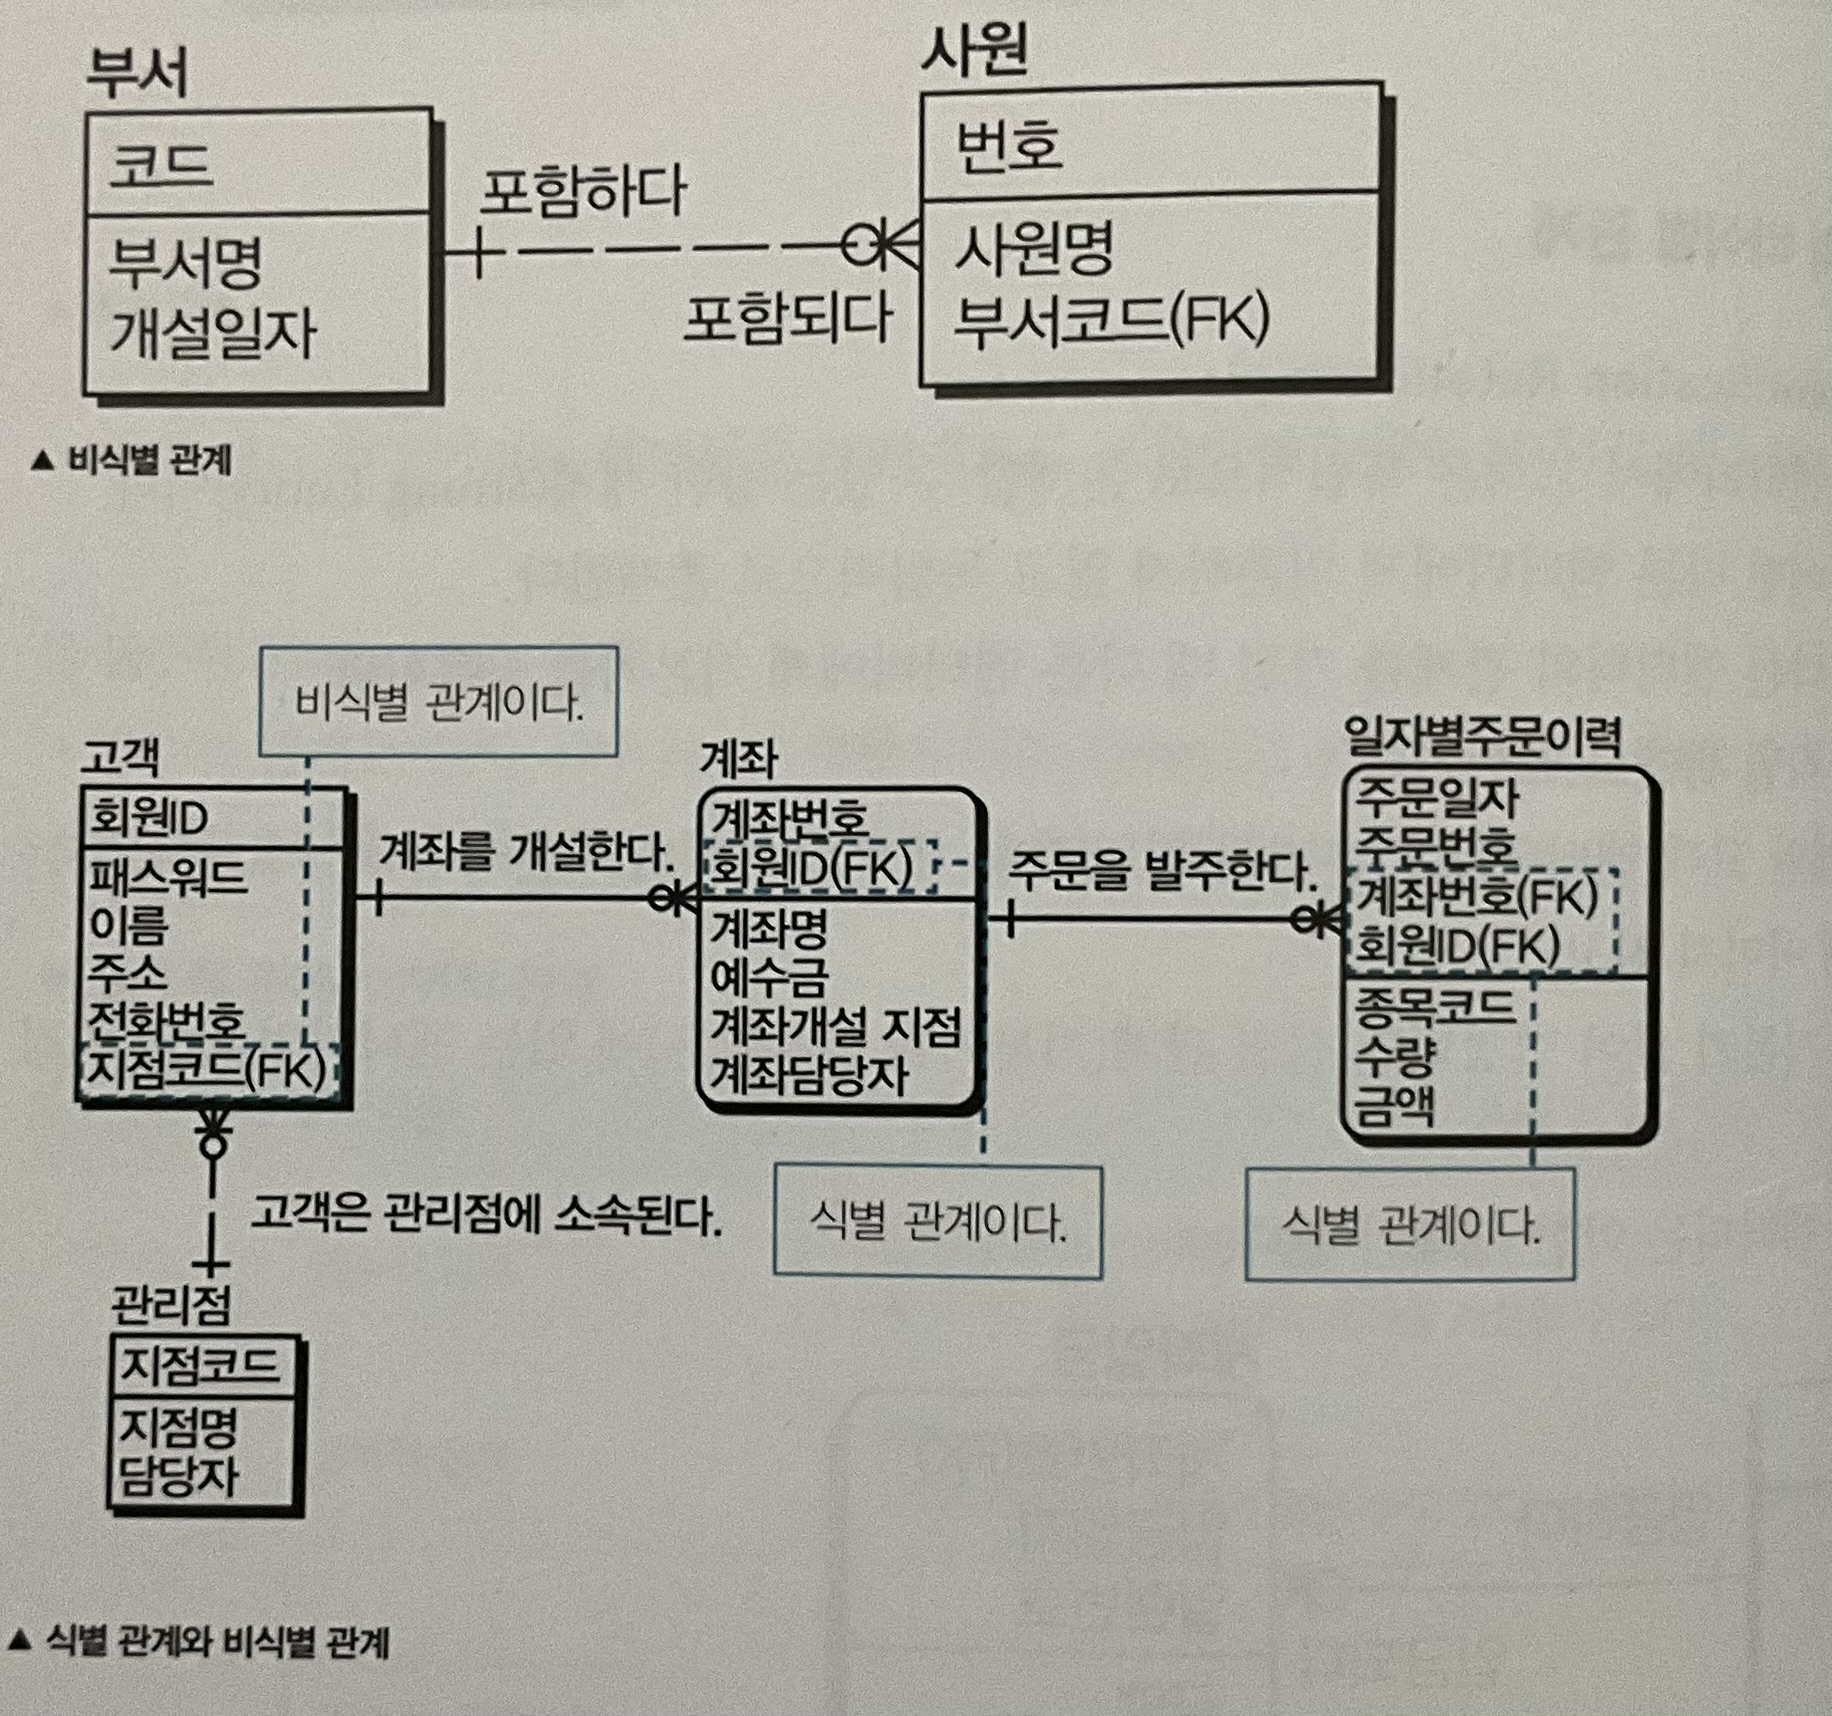 부서
코드
부서명
개설일자
포함하다
포함되다
사원
번호
사원명
부서코드(FK)
▲ 비식별 관계
비식별 관계이다.
고객
회원ID
패스워드
이름
주소
전화번호
지점코드(FK)
계좌를 개설한다.
계좌
계좌번호
회원ID(FK)
계좌명
예수금
계좌개설 지점
계좌담당자
주문을 발주한다.
일자별주문이력
주문일자
주문번호
계좌번호(FK)
회원ID(FK)
종목코드
수량
금액
고객은 관리점에 소속된다.
식별 관계이다.
식별 관계이다.
관리점
지점코드
지점명
담당자
▲ 식별 관계와 비식별 관계